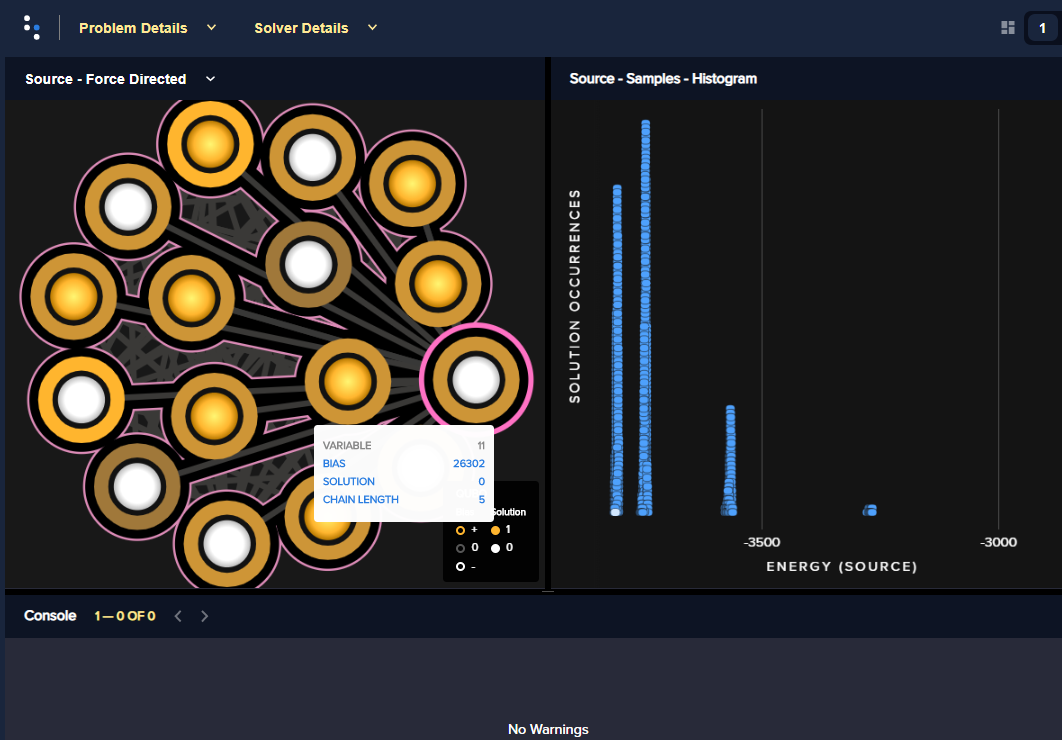 Problem Details
Solver Details
1
Source - Force Directed
Source - Samples - Histogram
VARIABLE 11
BIAS 26302
SOLUTION 0
CHAIN LENGTH 5
Solution
+ 1
0 0
-
SOLUTION OCCURRENCES
-3500
-3000
ENERGY (SOURCE)
Console 1 — 0 OF 0
No Warnings